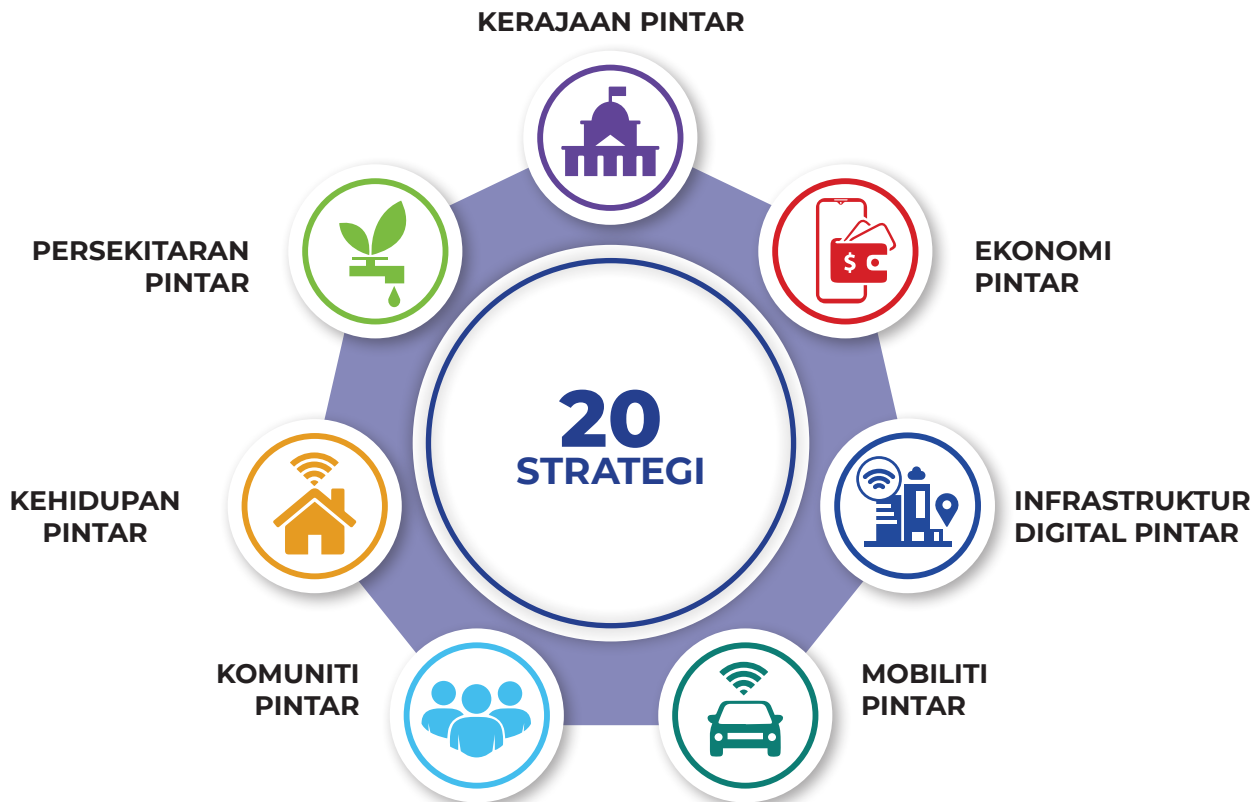 KERAJAAN PINTAR
PERSEKITARAN
PINTAR
EKONOMI
PINTAR
$
20
STRATEGI
KEHIDUPAN
PINTAR
INFRASTRUKTUR
DIGITAL PINTAR
KOMUNITI
PINTAR
MOBILITI
PINTAR